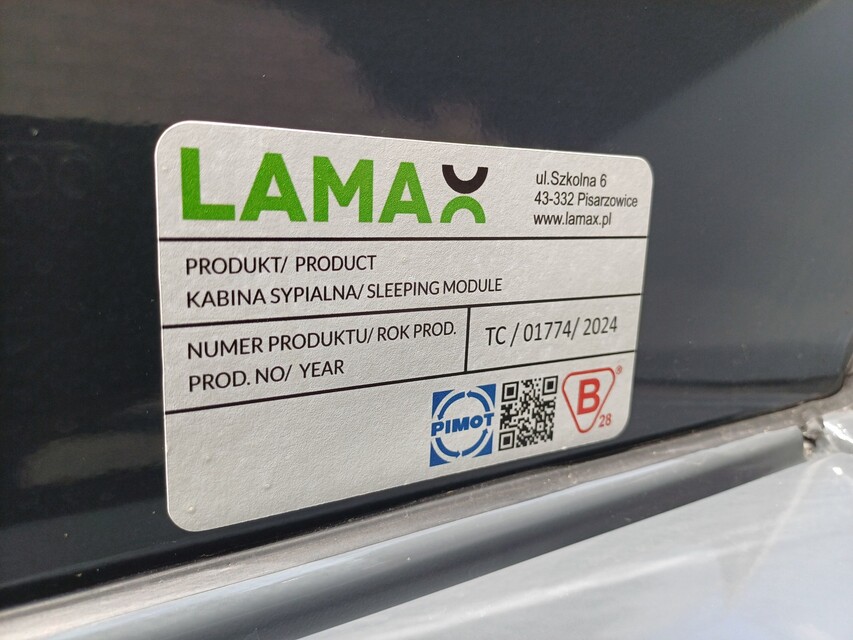 LAMAX
ul.Szkolna 6
43-332 Pisarzowice
www.lamax.pl
PRODUKT/ PRODUCT
KABINA SYPIALNA/ SLEEPING MODULE
NUMER PRODUKTU/ ROK PROD.
PROD. NO/ YEAR
TC / 01774/ 2024
PIMOT
B®
28